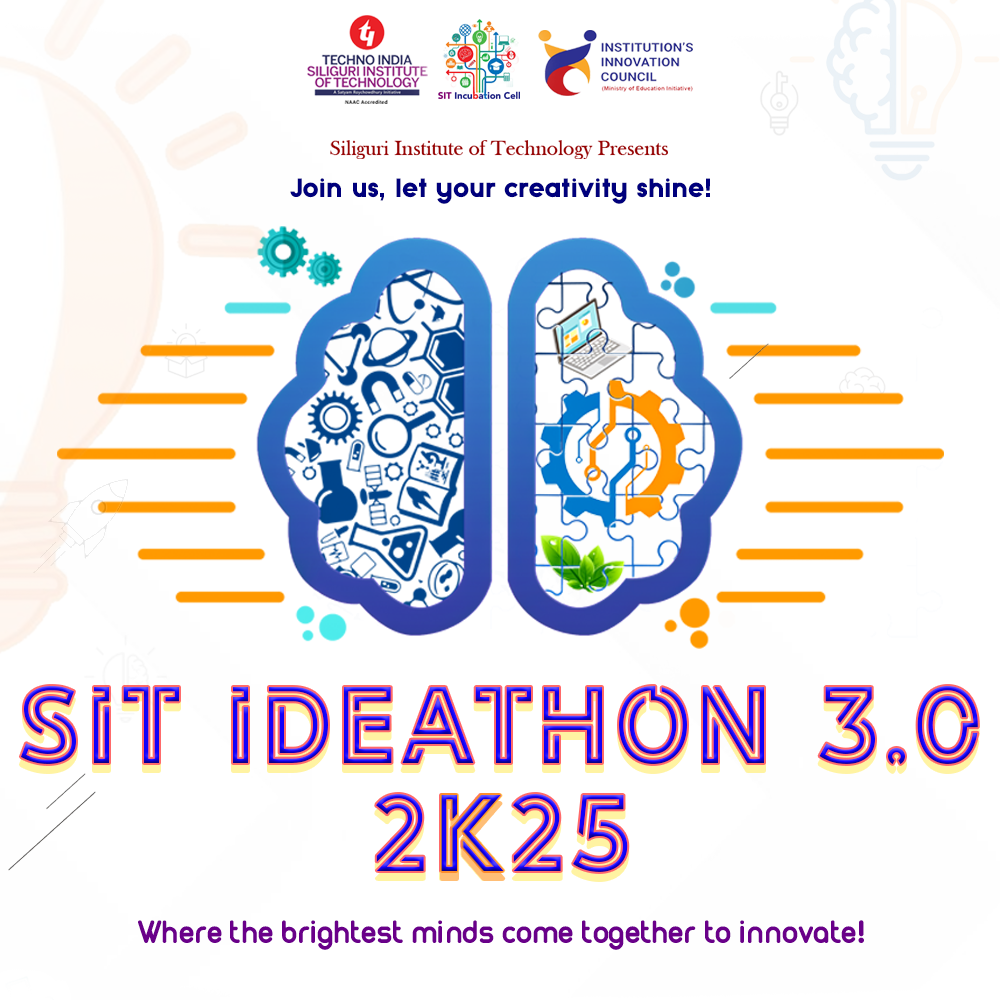 TECHNO INDIA
SILIGURI INSTITUTE
OF TECHNOLOGY
A Satyam Roychowdhury Initiative
NAAC Accredited
SIT Incubation Cell
INSTITUTION'S
INNOVATION
COUNCIL
(Ministry of Education Initiative)
Siliguri Institute of Technology Presents
Join us, let your creativity shine!
SiT iDEATHON 3.0
2K25
Where the brightest minds come together to innovate!